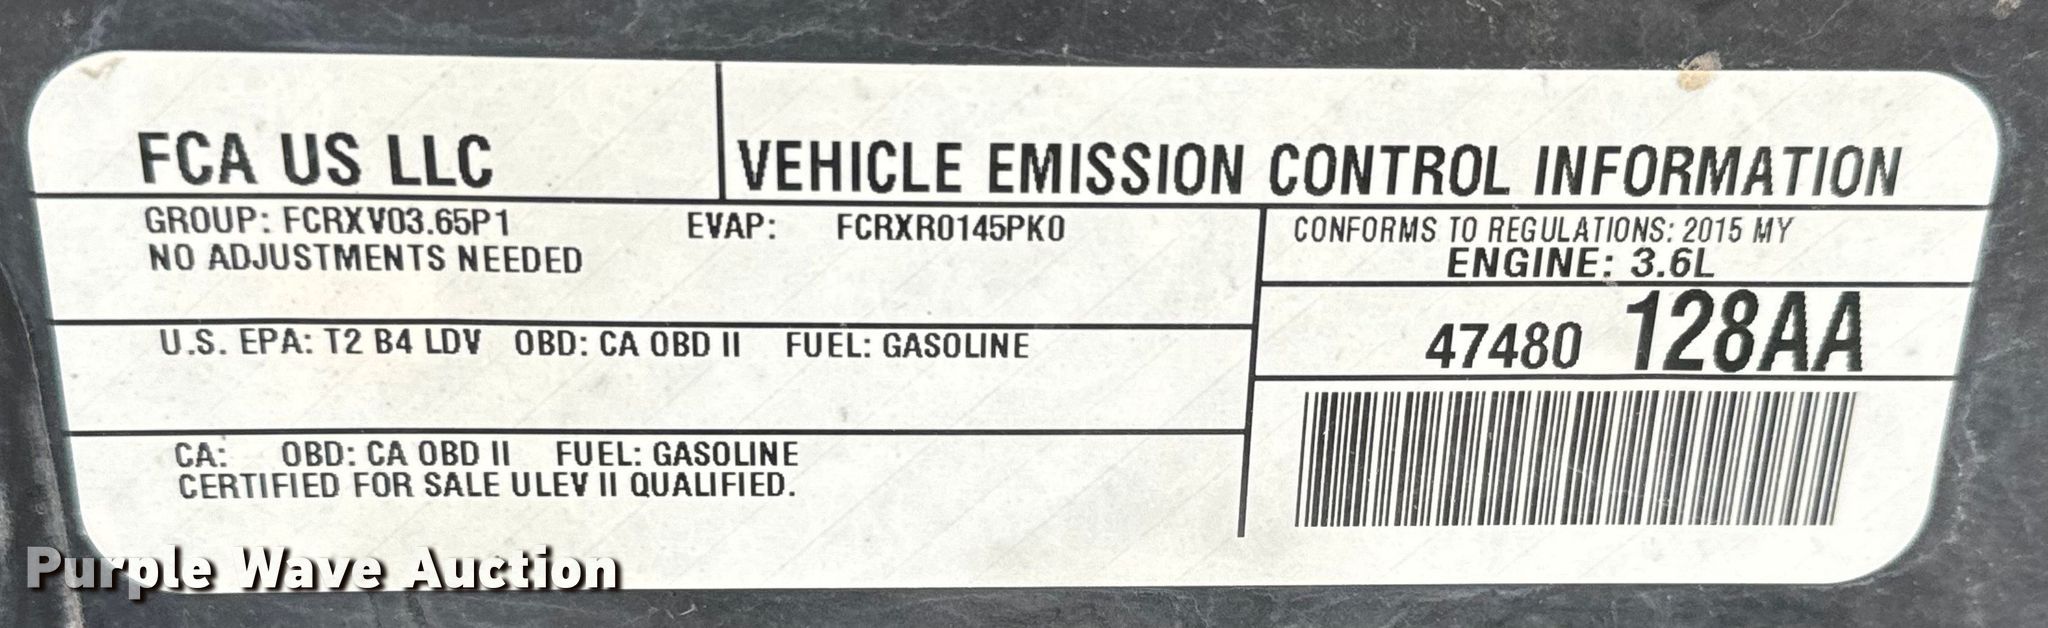 FCA US LLC
VEHICLE EMISSION CONTROL INFORMATION
GROUP: FCRXV03.65P1 EVAP: FCRXR0145PK0
NO ADJUSTMENTS NEEDED
CONFORMS TO REGULATIONS: 2015 MY
ENGINE: 3.6L
U.S. EPA: T2 B4 LDV OBD: CA OBD II FUEL: GASOLINE
47480 128AA
CA: OBD: CA OBD II FUEL: GASOLINE
CERTIFIED FOR SALE ULEV II QUALIFIED.
Purple Wave Auction